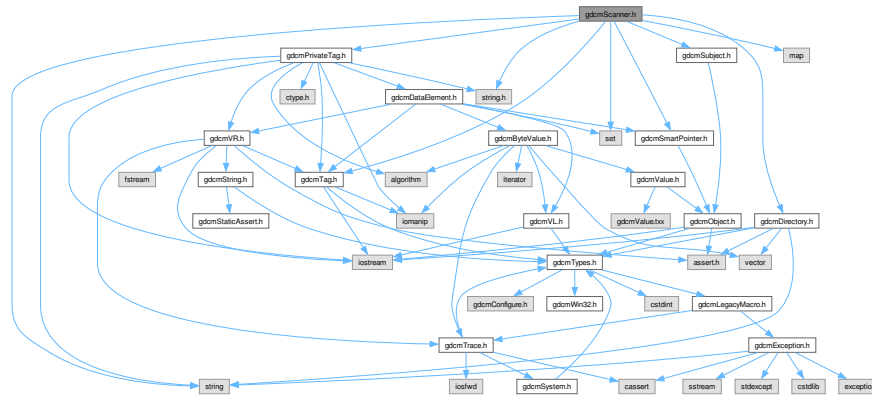 gdcmScanner.h
gdcmPrivateTag.h
gdcmSubject.h
map
ctype.h
gdcmDataElement.h
string.h
gdcmVR.h
gdcmByteValue.h
set
gdcmSmartPointer.h
fstream
gdcmString.h
gdcmTag.h
algorithm
iterator
gdcmValue.h
gdcmStaticAssert.h
iomanip
gdcmVL.h
gdcmValue.txx
gdcmObject.h
gdcmDirectory.h
iostream
gdcmTypes.h
assert.h
vector
gdcmConfigure.h
gdcmWin32.h
cstdint
gdcmLegacyMacro.h
gdcmTrace.h
gdcmException.h
string
iosfwd
gdcmSystem.h
cassert
sstream
stdexcept
cstdlib
exception